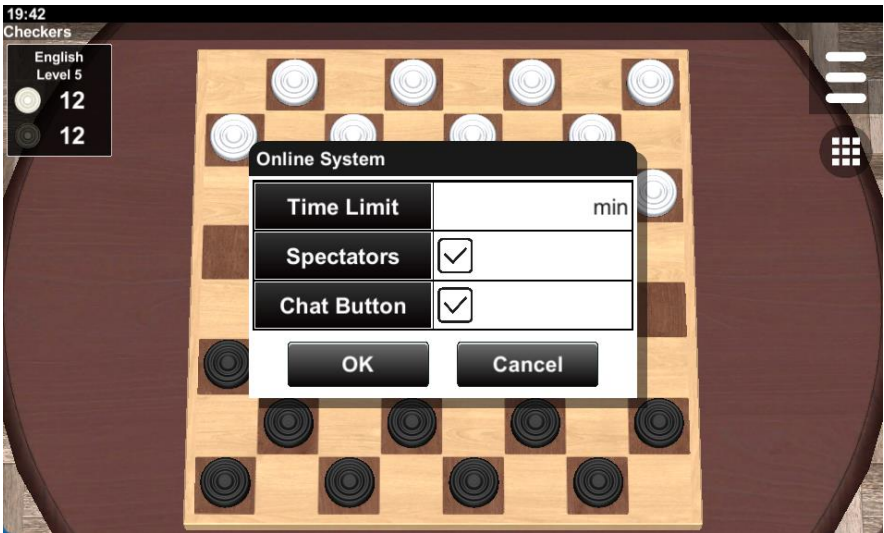 19:42
Checkers
English
Level 5
12
12
Online System
Time Limit min
Spectators
Chat Button
OK Cancel